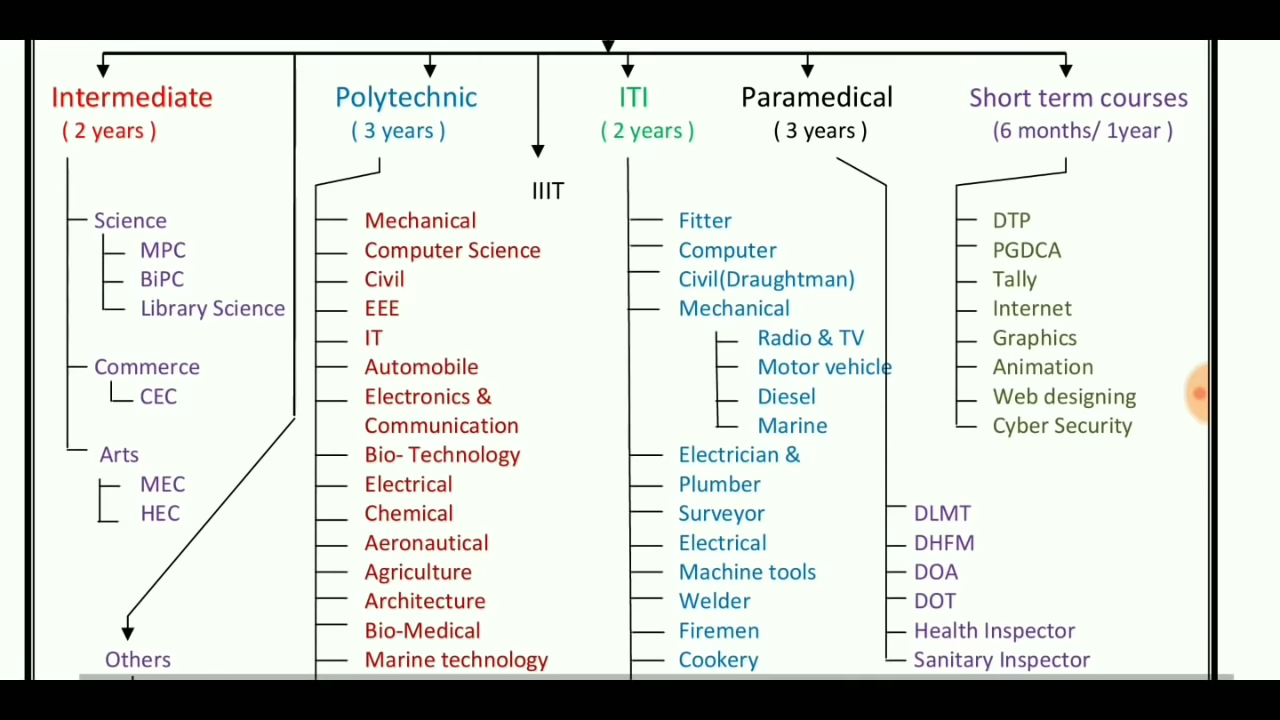 Intermediate
( 2 years )
Science
MPC
BiPC
Library Science
Commerce
CEC
Arts
MEC
HEC
Others
Polytechnic
( 3 years )
Mechanical
Computer Science
Civil
EEE
IT
Automobile
Electronics &
Communication
Bio- Technology
Electrical
Chemical
Aeronautical
Agriculture
Architecture
Bio-Medical
Marine technology
IIIT
ITI
( 2 years )
Fitter
Computer
Civil(Draughtman)
Mechanical
Radio & TV
Motor vehicle
Diesel
Marine
Electrician &
Plumber
Surveyor
Electrical
Machine tools
Welder
Firemen
Cookery
Paramedical
( 3 years )
DLMT
DHFM
DOA
DOT
Health Inspector
Sanitary Inspector
Short term courses
(6 months/ 1year )
DTP
PGDCA
Tally
Internet
Graphics
Animation
Web designing
Cyber Security